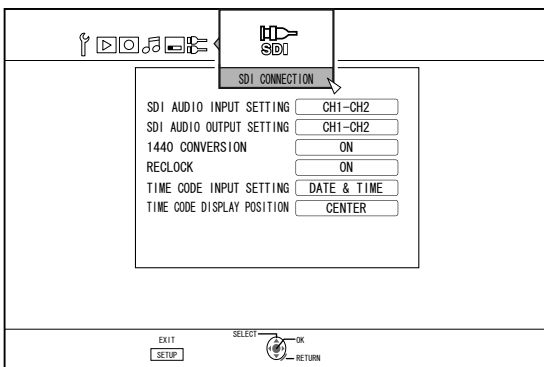 SDI
SDI CONNECTION
SDI AUDIO INPUT SETTING CH1-CH2
SDI AUDIO OUTPUT SETTING CH1-CH2
1440 CONVERSION ON
RECLOCK ON
TIME CODE INPUT SETTING DATE & TIME
TIME CODE DISPLAY POSITION CENTER
EXIT
SETUP
SELECT
OK
RETURN